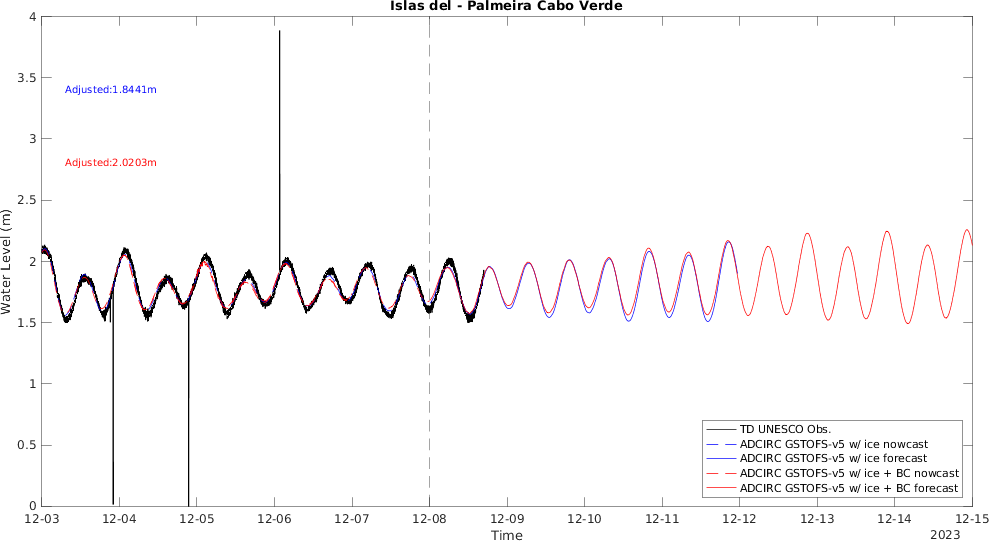 Islas del - Palmeira Cabo Verde
4
3.5
3
2.5
2
1.5
1
0.5
0
Water Level (m)
Adjusted:1.8441m
Adjusted:2.0203m
TD UNESCO Obs.
ADCIRC GSTOFS-v5 w/ ice nowcast
ADCIRC GSTOFS-v5 w/ ice forecast
ADCIRC GSTOFS-v5 w/ ice + BC nowcast
ADCIRC GSTOFS-v5 w/ ice + BC forecast
12-03 12-04 12-05 12-06 12-07 12-08 12-09 12-10 12-11 12-12 12-13 12-14 12-15
Time
2023